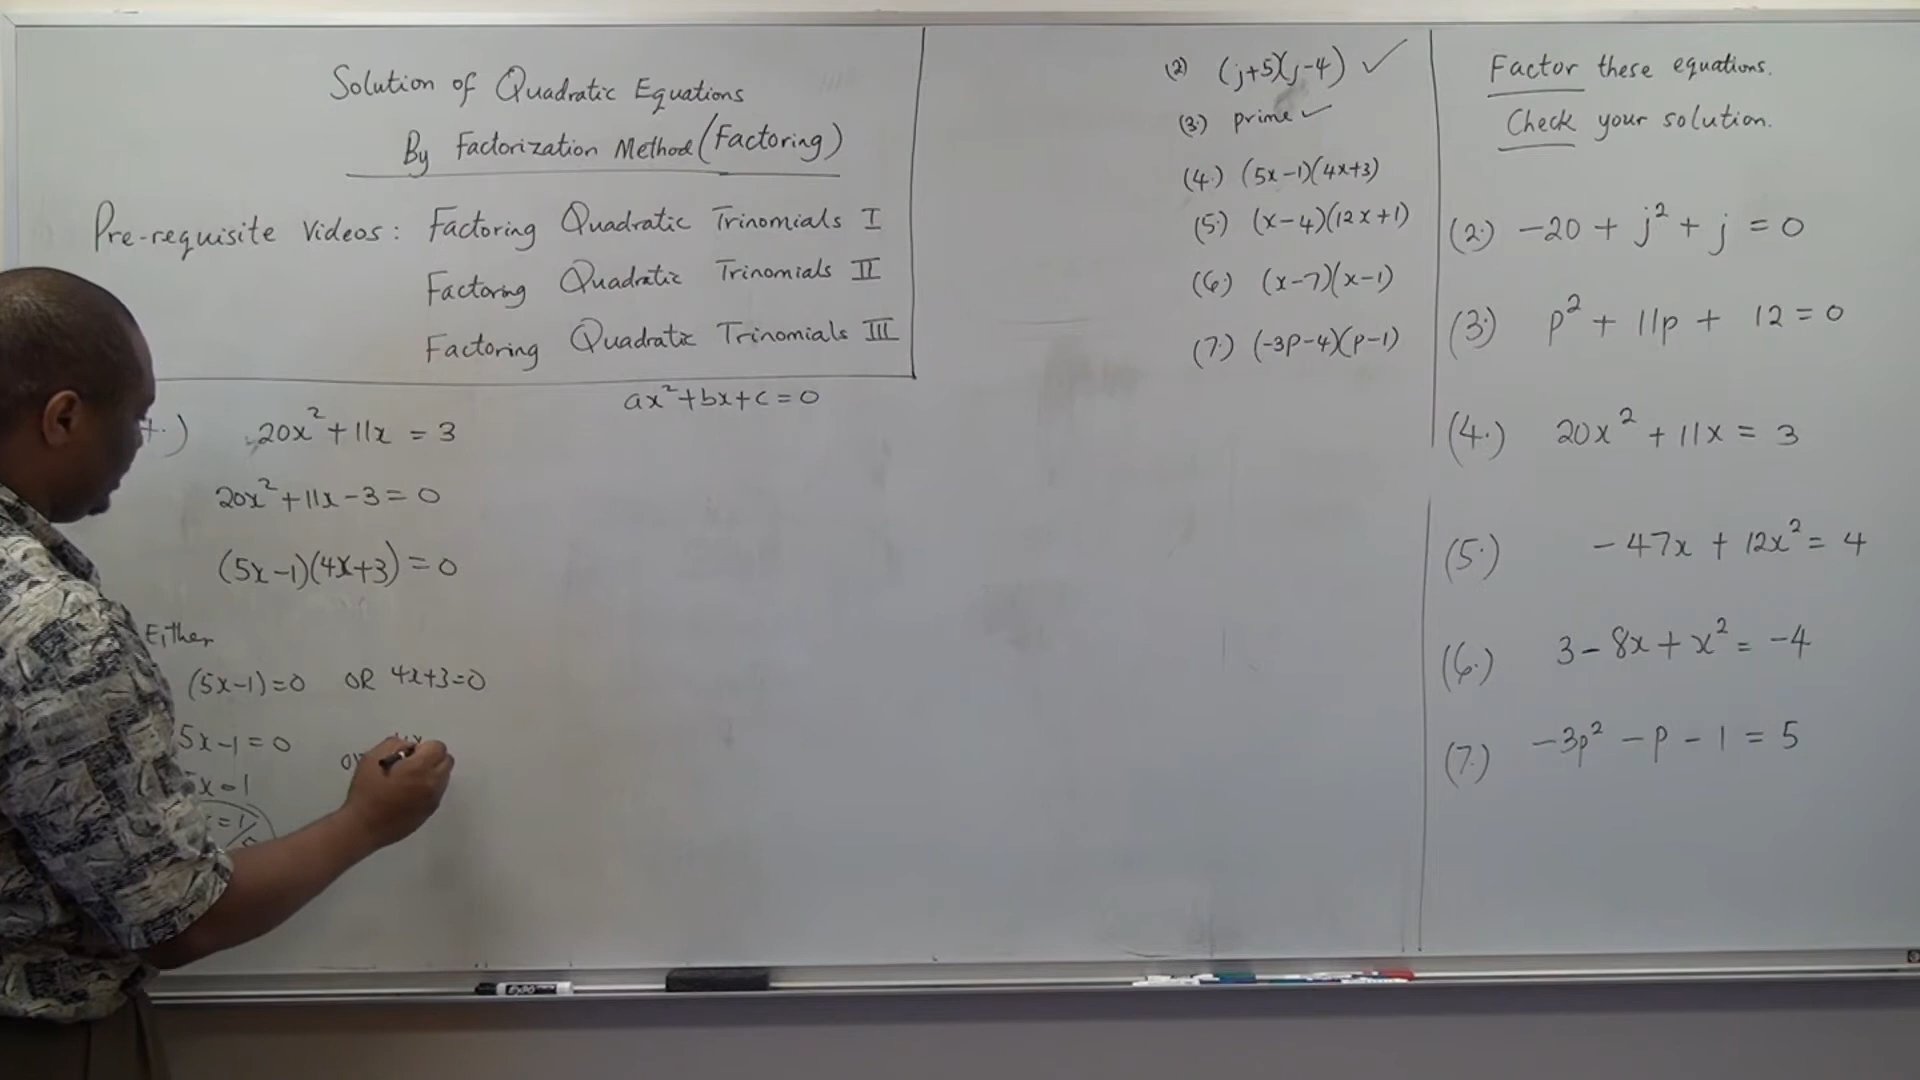 Solution of Quadratic Equations
By Factorization Method (Factoring)
Pre-requisite Videos: Factoring Quadratic Trinomials I
Factoring Quadratic Trinomials II
Factoring Quadratic Trinomials III
ax²+bx+c=0
20x²+11x = 3
20x²+11x-3=0
(5x-1)(4x+3)=0
Either
(5x-1)=0 OR 4x+3=0
5x-1=0
x=1
=1/5
(2) (j+5)(j-4) ✓
(3.) prime ✓
(4.) (5x-1)(4x+3)
(5.) (x-4)(12x+1)
(6.) (x-7)(x-1)
(7.) (-3p-4)(p-1)
Factor these equations.
Check your solution.
(2.) -20 + j² + j = 0
(3.) p² + 11p + 12 = 0
(4.) 20x² + 11x = 3
(5.) -47x + 12x² = 4
(6.) 3-8x+x² = -4
(7.) -3p² - p - 1 = 5
EXPO